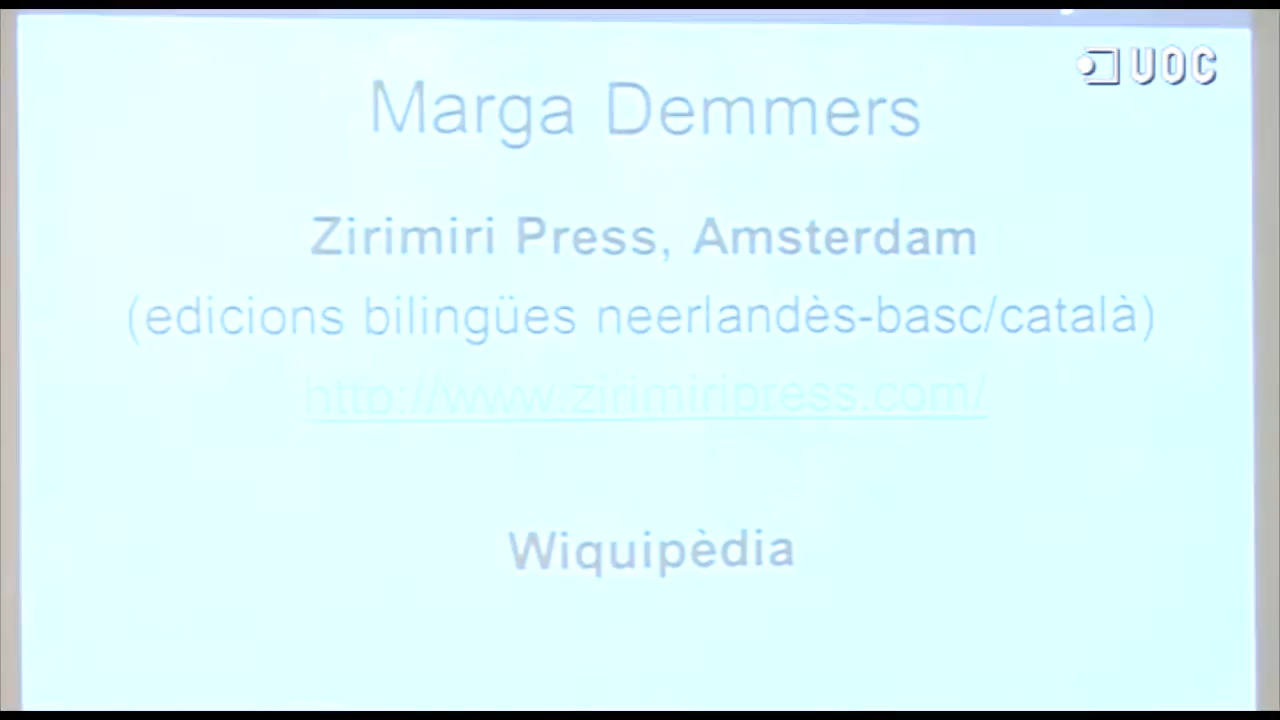 UOC
Marga Demmers
Zirimiri Press, Amsterdam
(edicions bilingües neerlandès-basc/català)
http://www.zirimiripress.com/
Wiquipèdia